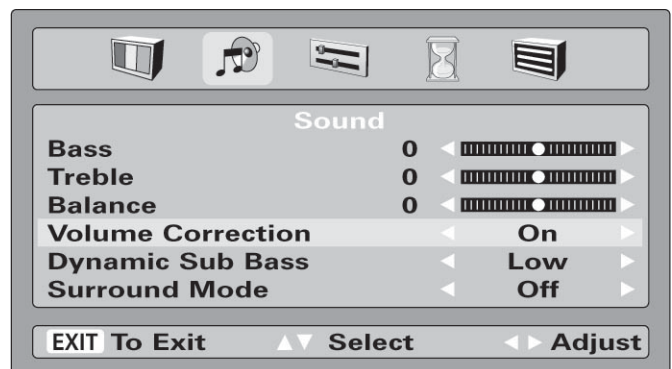 Sound
Bass 0
Treble 0
Balance 0
Volume Correction On
Dynamic Sub Bass Low
Surround Mode Off
EXIT To Exit Select Adjust